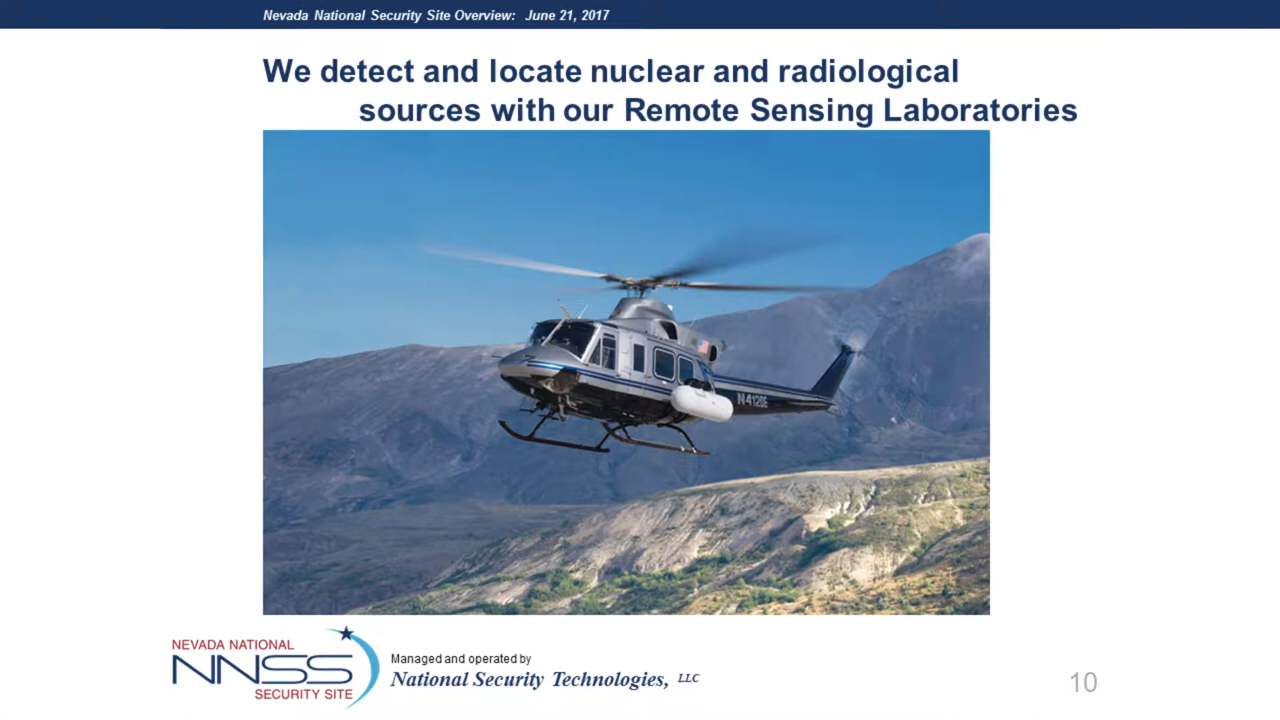 Nevada National Security Site Overview: June 21, 2017
We detect and locate nuclear and radiological
sources with our Remote Sensing Laboratories
N412DE
NEVADA NATIONAL
NNSS
SECURITY SITE
Managed and operated by
National Security Technologies, LLC
10